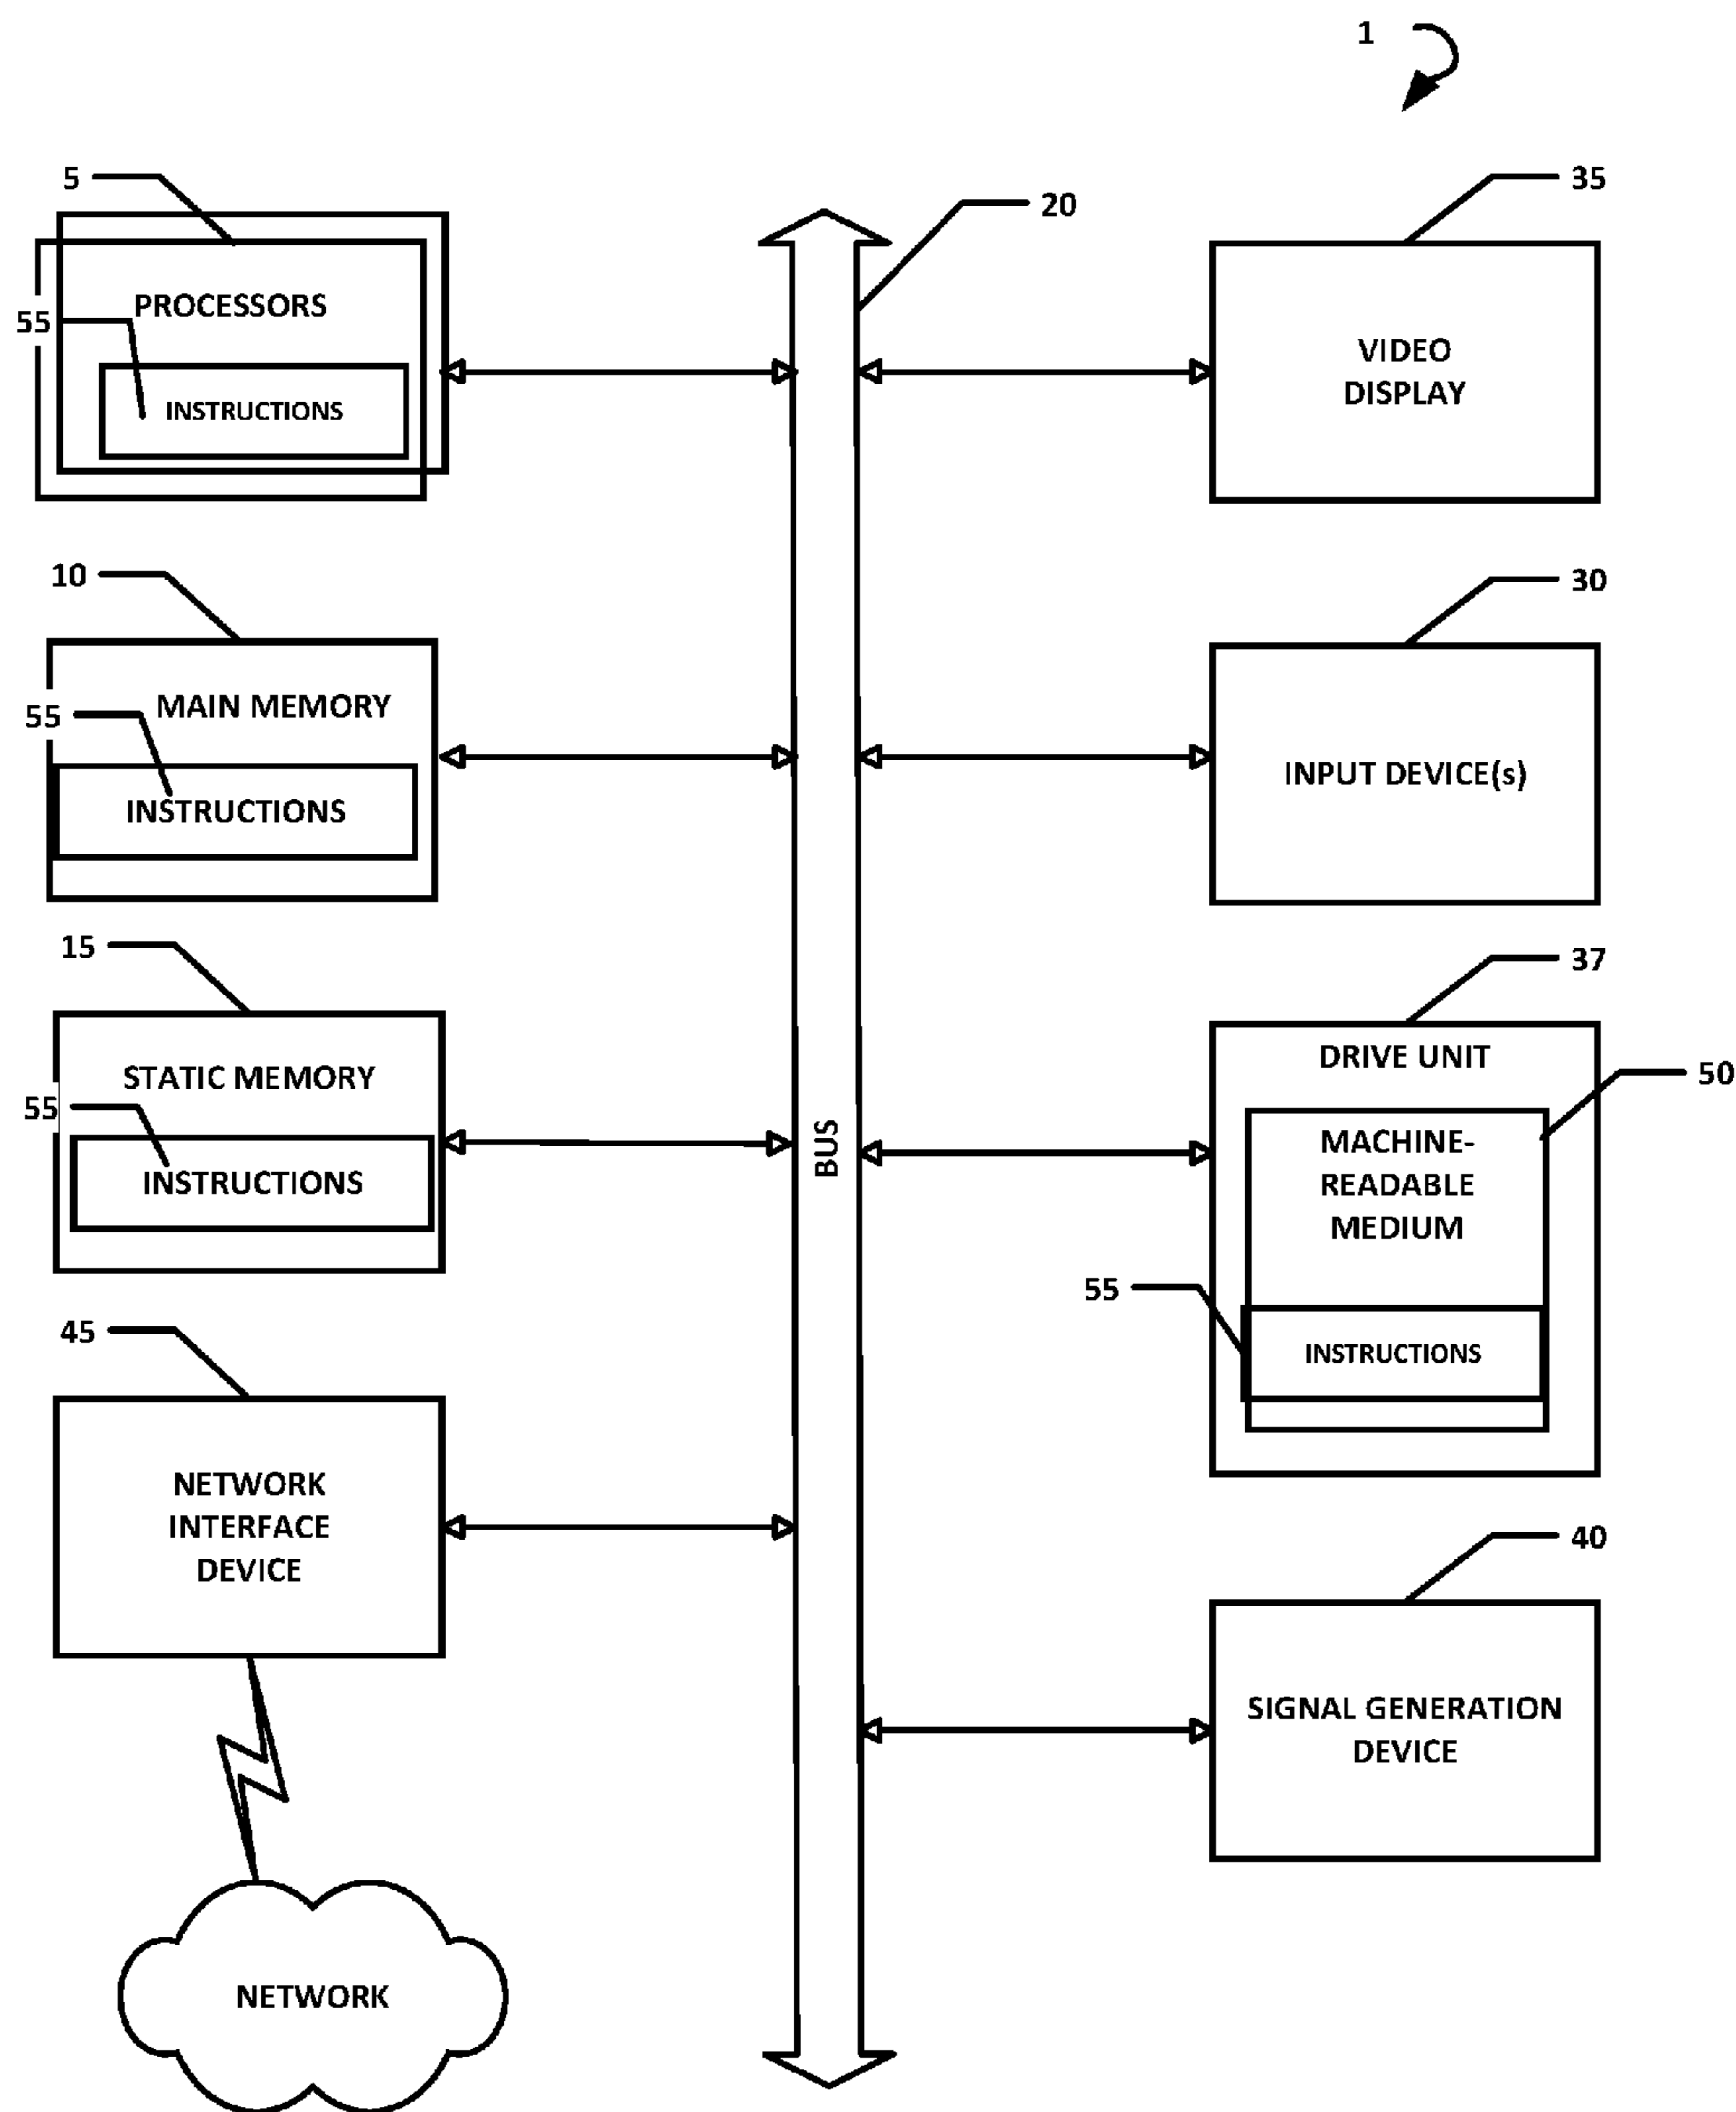 1
5
PROCESSORS
55
INSTRUCTIONS
10
MAIN MEMORY
55
INSTRUCTIONS
15
STATIC MEMORY
55
INSTRUCTIONS
45
NETWORK
INTERFACE
DEVICE
NETWORK
20
BUS
35
VIDEO
DISPLAY
30
INPUT DEVICE(s)
37
DRIVE UNIT
50
MACHINE-
READABLE
MEDIUM
55
INSTRUCTIONS
40
SIGNAL GENERATION
DEVICE